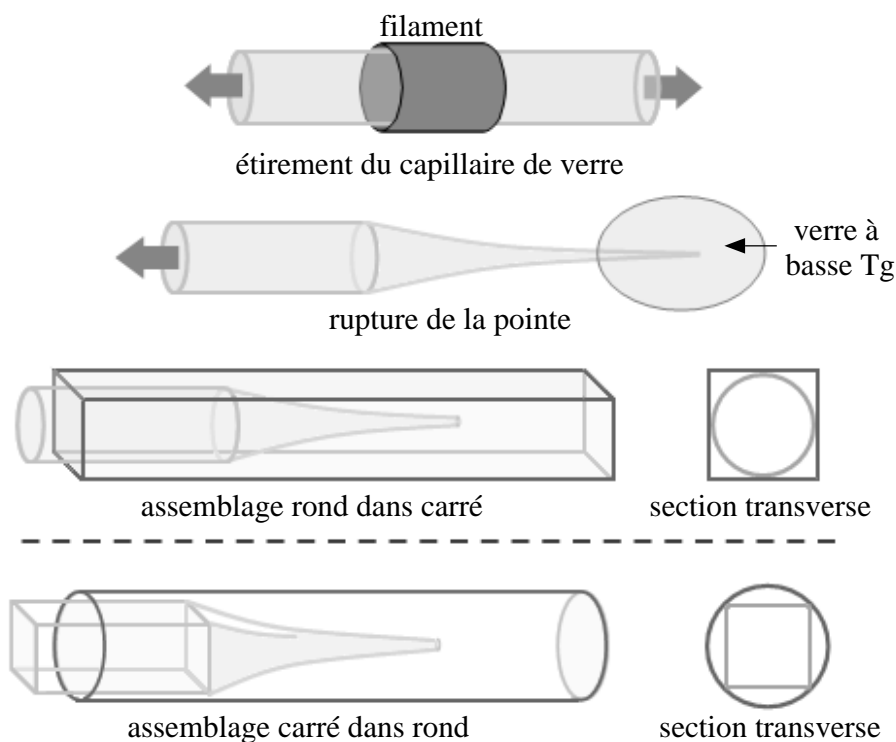 filament
étirement du capillaire de verre
verre à
basse Tg
rupture de la pointe
assemblage rond dans carré
section transverse
assemblage carré dans rond
section transverse